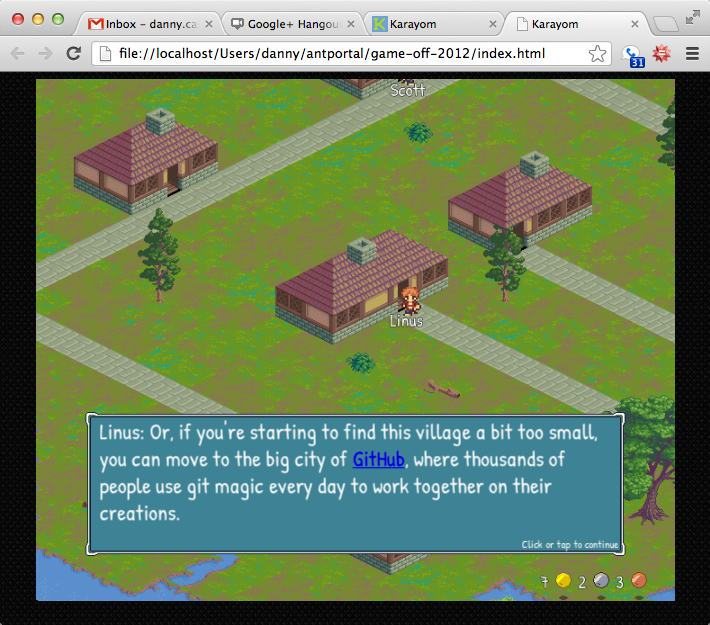 Inbox – danny.ca
Google+ Hangou
Karayom
Karayom
file://localhost/Users/danny/antportal/game-off-2012/index.html
31
Scott
Linus
Linus: Or, if you're starting to find this village a bit too small,
you can move to the big city of GitHub, where thousands of
people use git magic every day to work together on their
creations.
Click or tap to continue
7 2 3